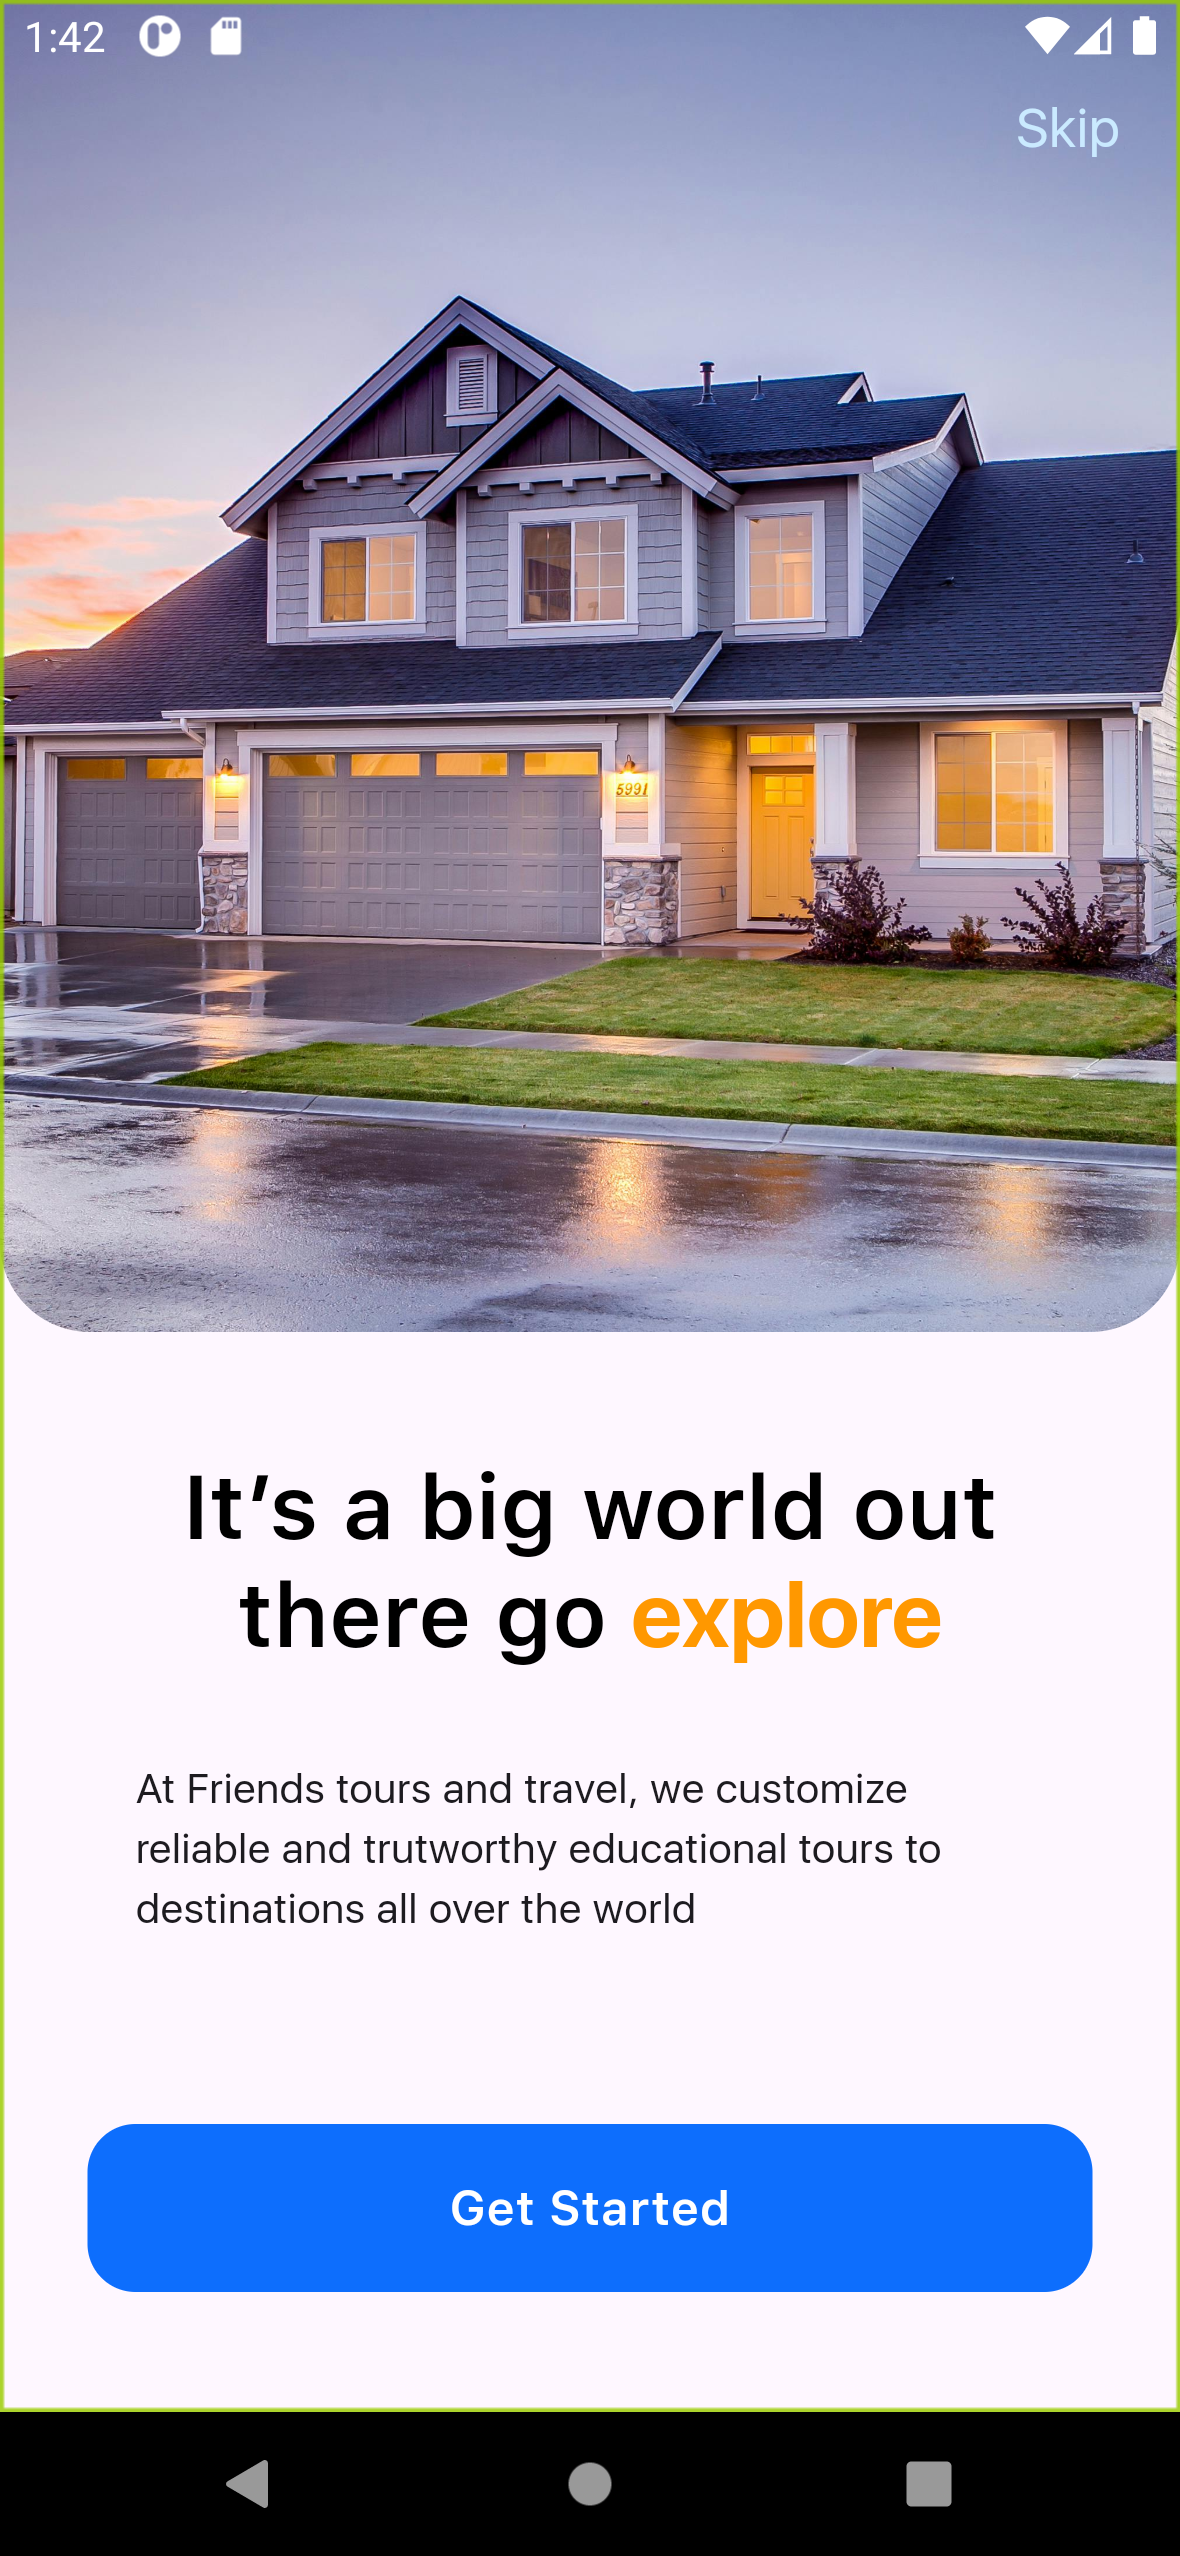 1:42
Skip
5991
It’s a big world out
there go explore
At Friends tours and travel, we customize
reliable and trutworthy educational tours to
destinations all over the world
Get Started